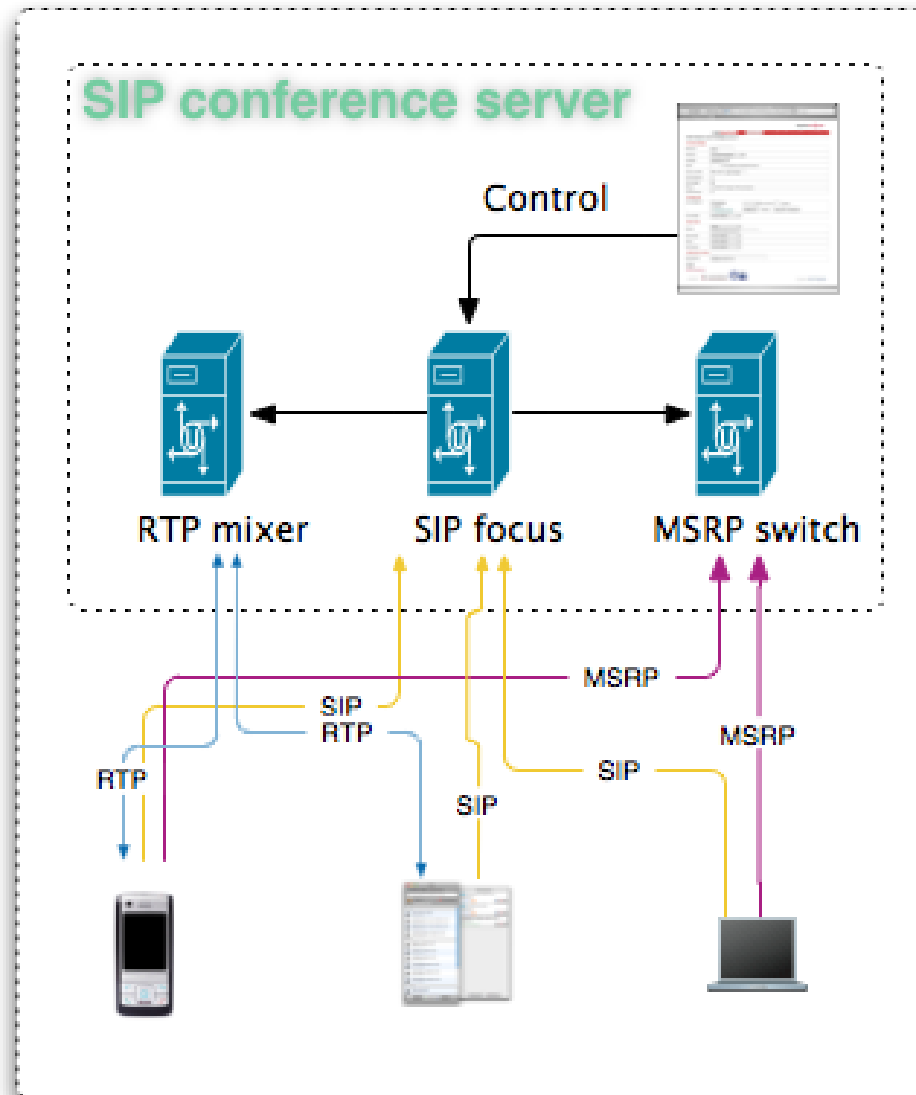 SIP conference server
Control
RTP mixer
SIP focus
MSRP switch
MSRP
SIP
RTP
MSRP
RTP
SIP
SIP